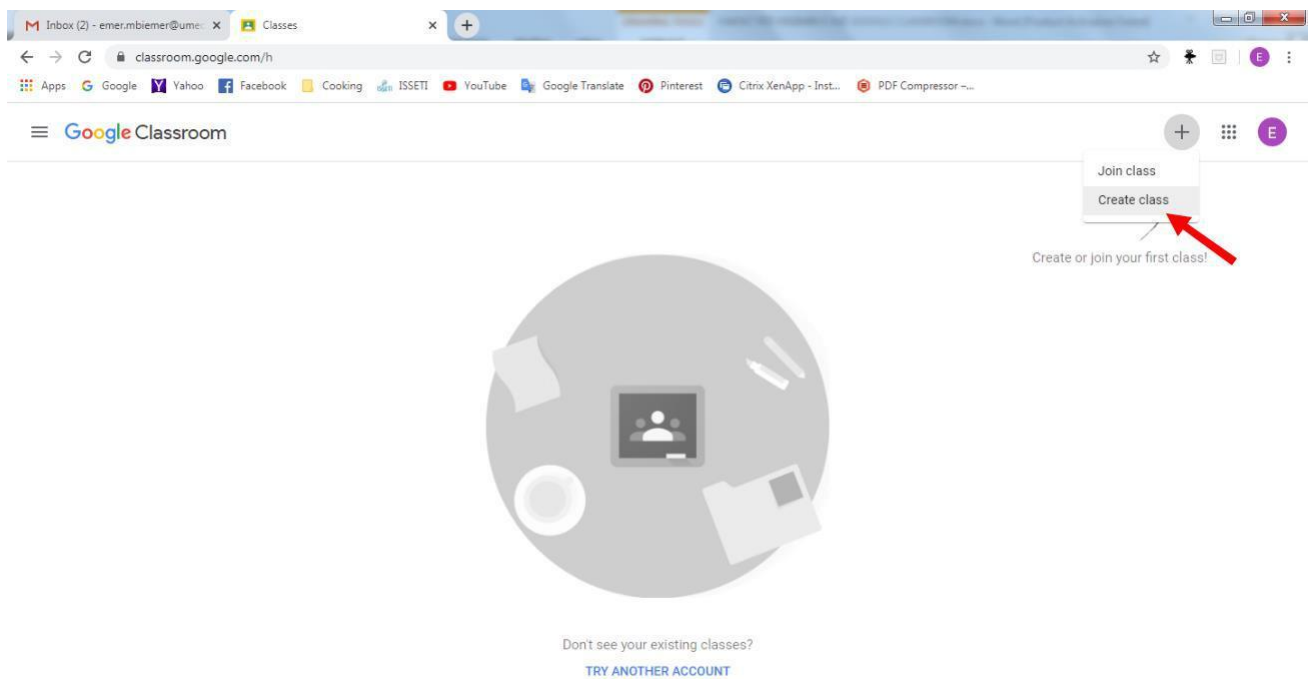 Inbox (2) - emer.mbiemer@ume
Classes
classroom.google.com/h
Apps Google Yahoo Facebook Cooking ISSETI YouTube Google Translate Pinterest Citrix XenApp - Inst... PDF Compressor –...
E
Google Classroom
E
Join class
Create class
Create or join your first class!
Don't see your existing classes?
TRY ANOTHER ACCOUNT